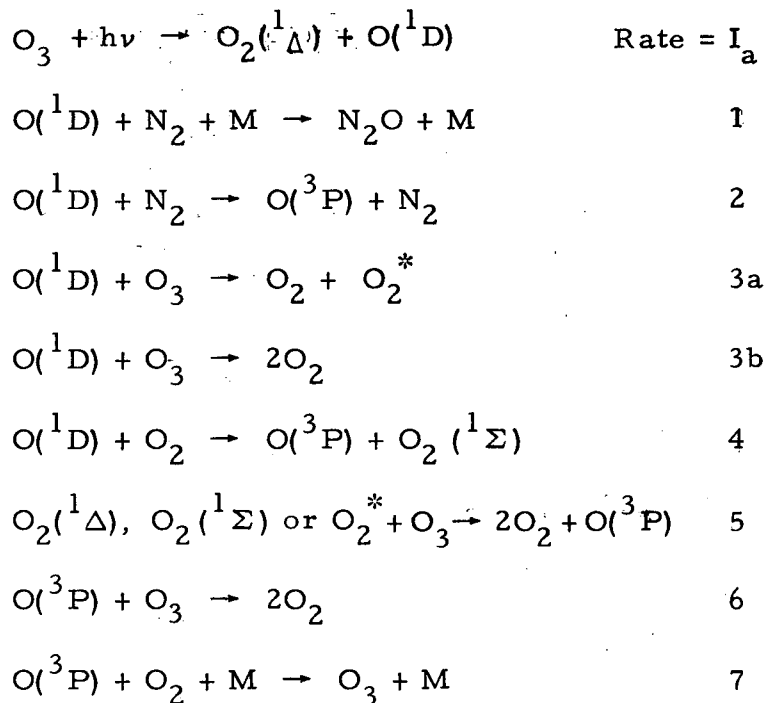 O₃ + hν → O₂(¹Δ) + O(¹D) Rate = Iₐ
O(¹D) + N₂ + M → N₂O + M 1
O(¹D) + N₂ → O(³P) + N₂ 2
O(¹D) + O₃ → O₂ + O₂* 3a
O(¹D) + O₃ → 2O₂ 3b
O(¹D) + O₂ → O(³P) + O₂ (¹Σ) 4
O₂(¹Δ), O₂(¹Σ) or O₂* + O₃ → 2O₂ + O(³P) 5
O(³P) + O₃ → 2O₂ 6
O(³P) + O₂ + M → O₃ + M 7